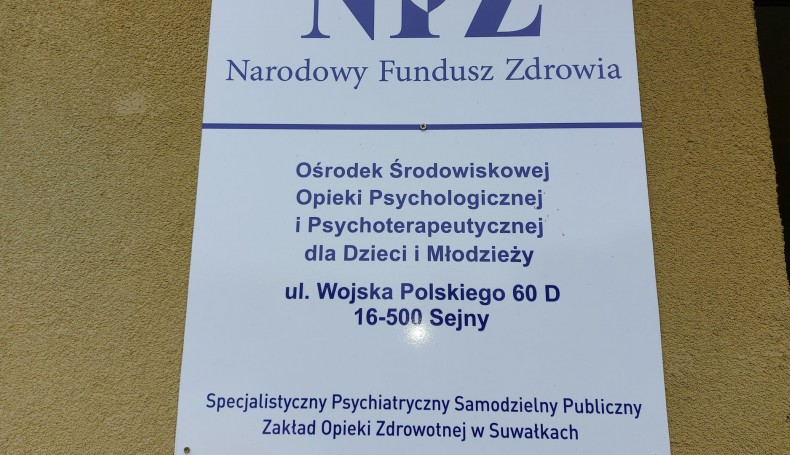 NFZ
Narodowy Fundusz Zdrowia
Ośrodek Środowiskowej
Opieki Psychologicznej
i Psychoterapeutycznej
dla Dzieci i Młodzieży
ul. Wojska Polskiego 60 D
16-500 Sejny
Specjalistyczny Psychiatryczny Samodzielny Publiczny
Zakład Opieki Zdrowotnej w Suwałkach